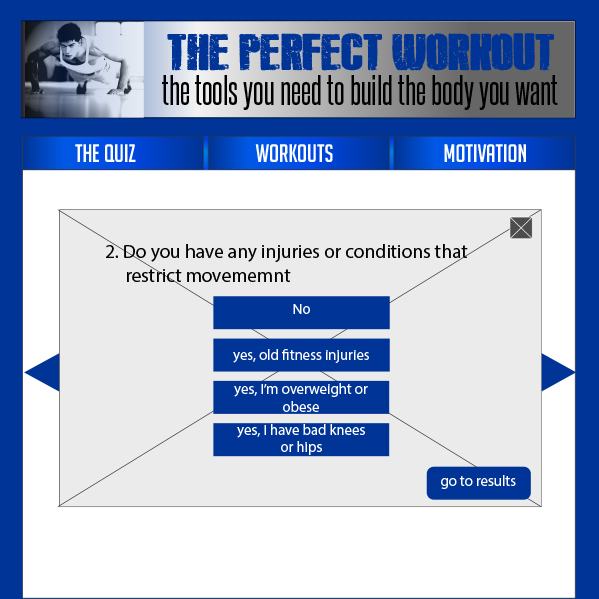 THE PERFECT WORKOUT
the tools you need to build the body you want
THE QUIZ
WORKOUTS
MOTIVATION
2. Do you have any injuries or conditions that
restrict movememnt
No
yes, old fitness injuries
yes, I'm overweight or
obese
yes, I have bad knees
or hips
go to results